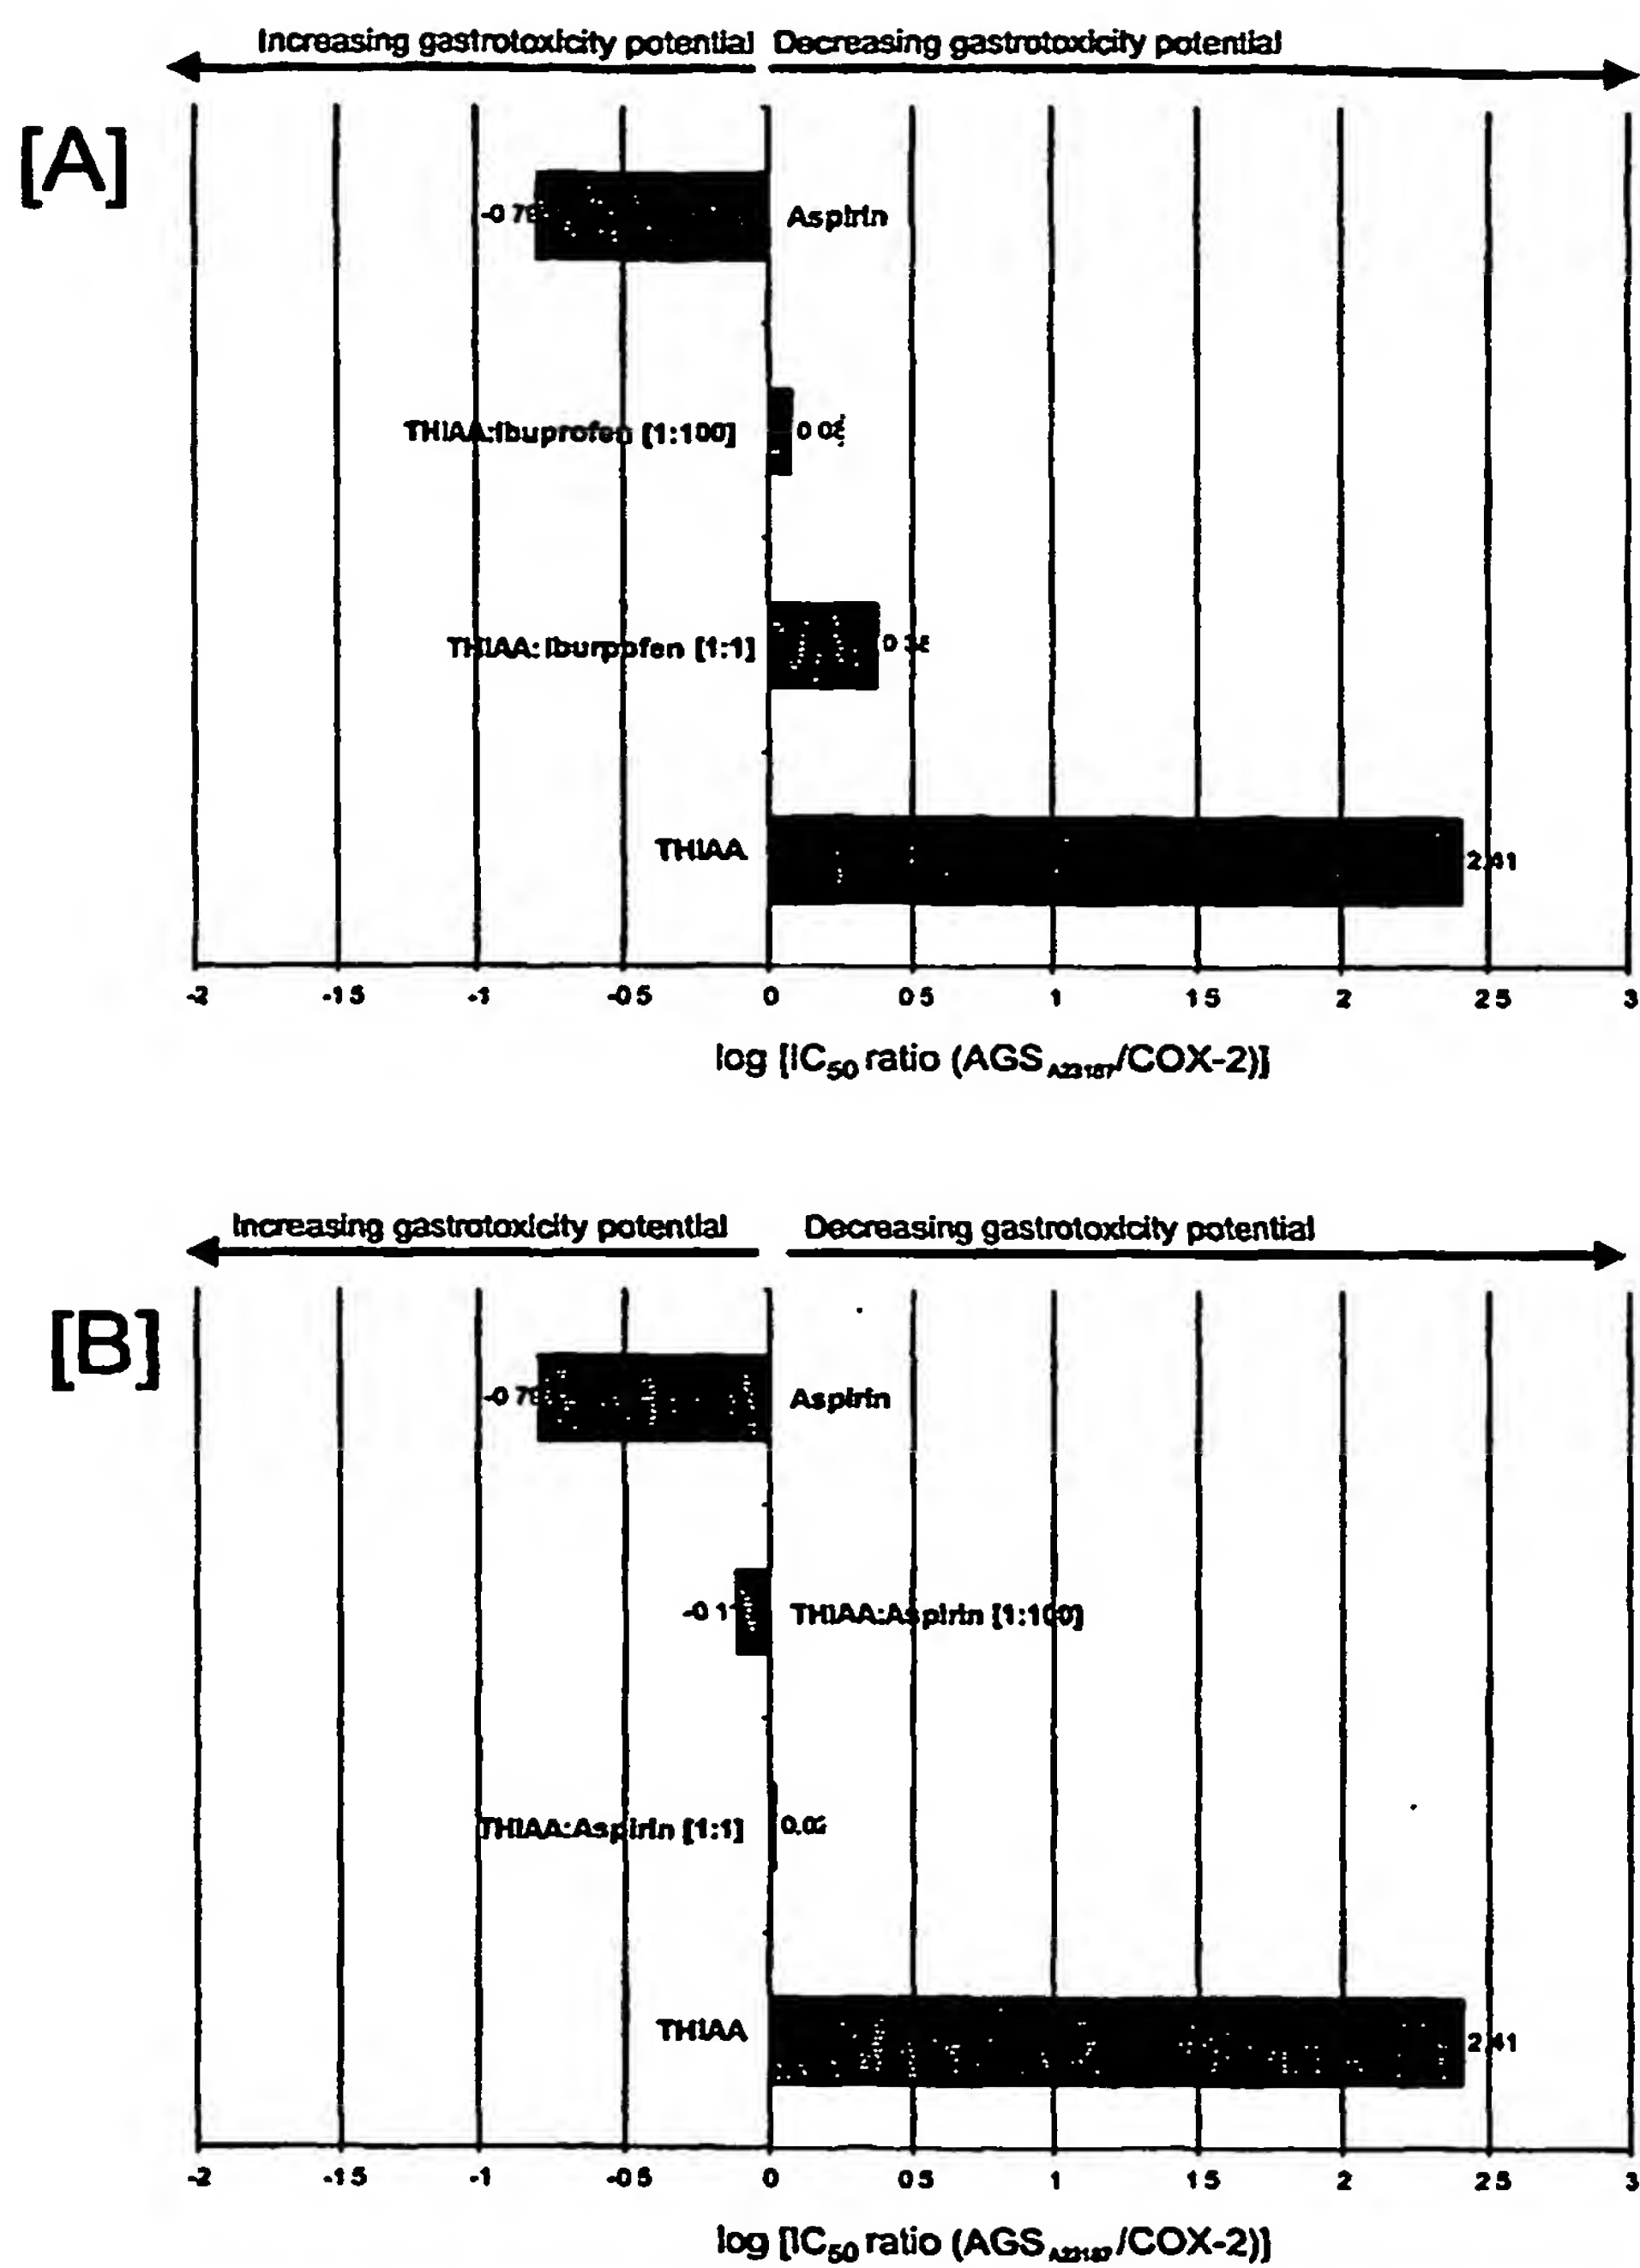 Increasing gastrotoxicity potential Decreasing gastrotoxicity potential
[A]
Aspirin
THIAA:Ibuprofen [1:100]
THIAA: Iburpofen [1:1]
THIAA 2.41
-2 -1 5 -1 -0 5 0 0 5 1 1 5 2 2 5 3
log [IC50 ratio (AGS A23187/COX-2)]
Increasing gastrotoxicity potential Decreasing gastrotoxicity potential
[B]
Aspirin
-0 11 THIAA:Aspirin [1:100]
THIAA:Aspirin [1:1]
THIAA 2.41
-2 -1 5 -1 -0 5 0 0 5 1 1 5 2 2 5 3
log [IC50 ratio (AGS A23187/COX-2)]